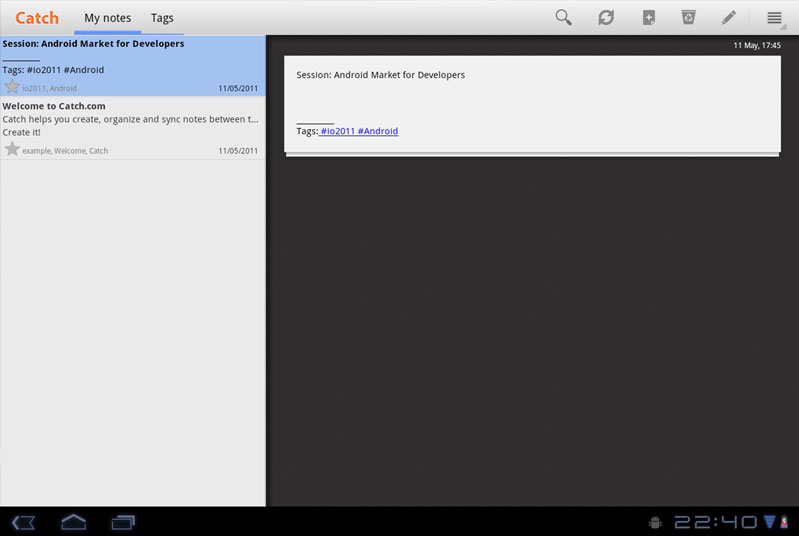 Catch My notes Tags
Session: Android Market for Developers
Tags: #io2011 #Android
io2011, Android 11/05/2011
Welcome to Catch.com
Catch helps you create, organize and sync notes between t...
Create it!
example, Welcome, Catch 11/05/2011
11 May, 17:45
Session: Android Market for Developers
Tags: #io2011 #Android
22:40